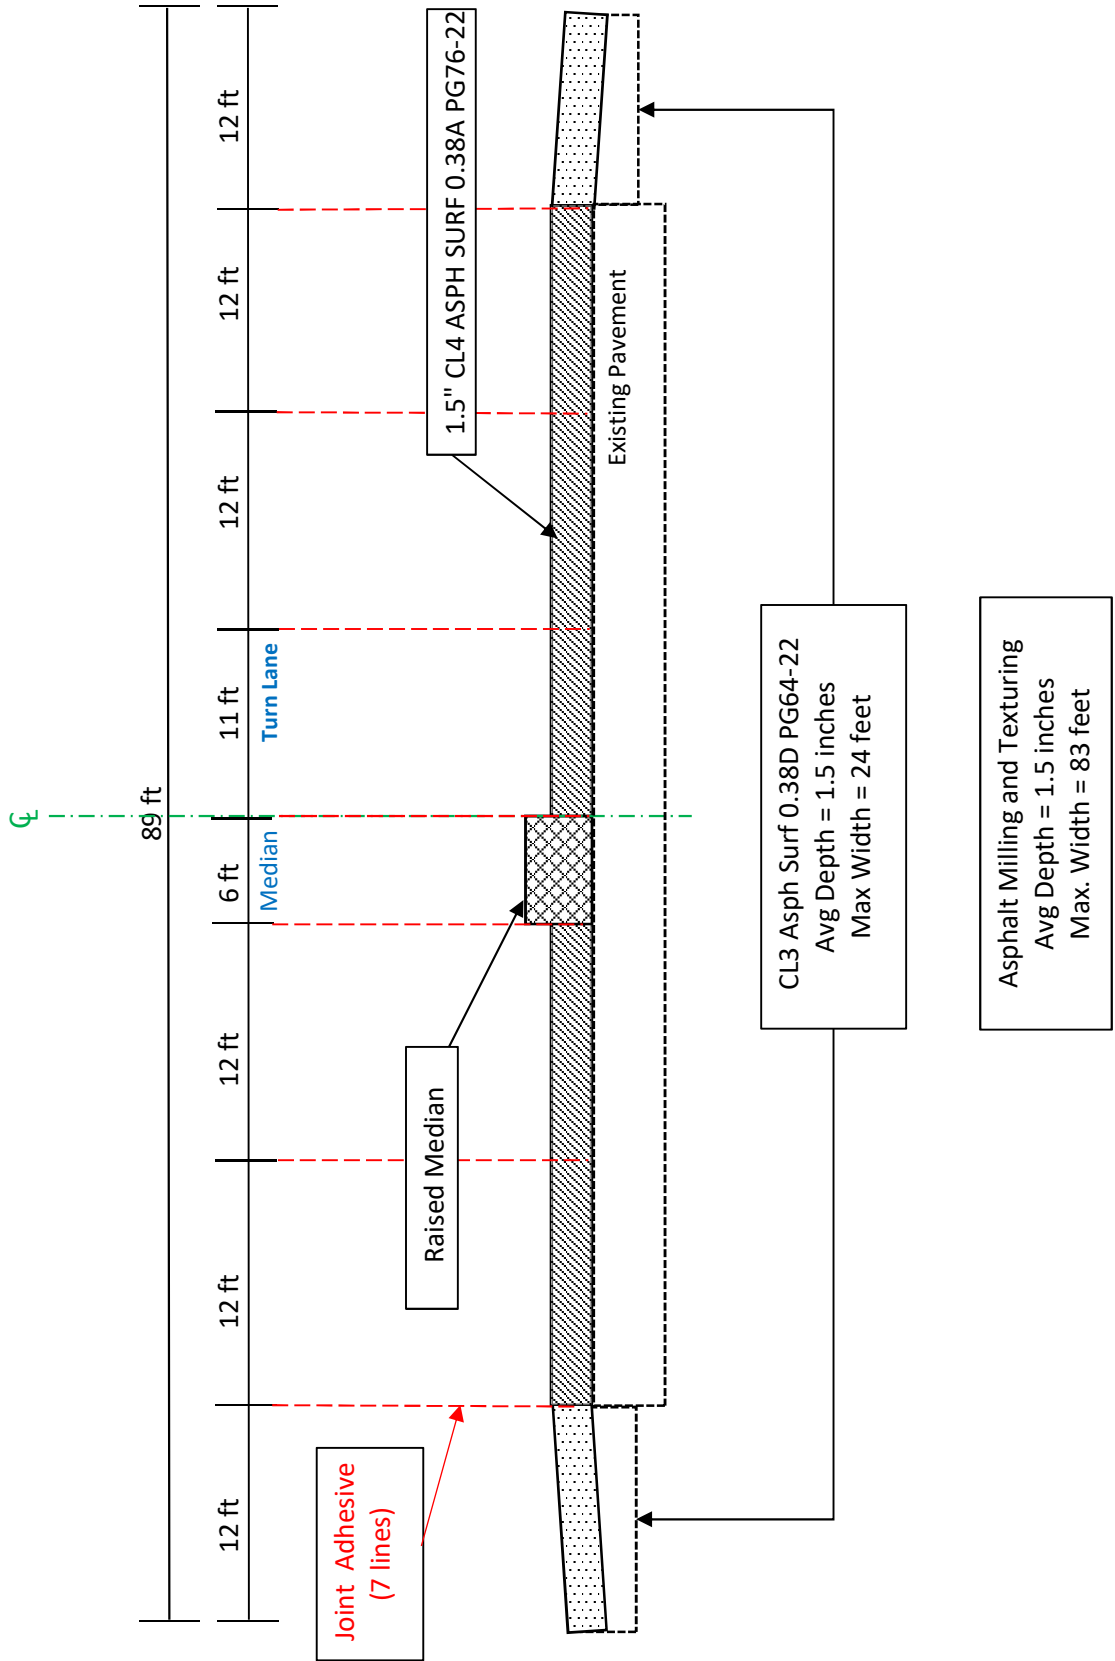 ℄
89 ft
12 ft
12 ft
12 ft
6 ft
11 ft
12 ft
12 ft
12 ft
Median
Turn Lane
Joint Adhesive
(7 lines)
Raised Median
1.5" CL4 ASPH SURF 0.38A PG76-22
Existing Pavement
CL3 Asph Surf 0.38D PG64-22
Avg Depth = 1.5 inches
Max Width = 24 feet
Asphalt Milling and Texturing
Avg Depth = 1.5 inches
Max. Width = 83 feet